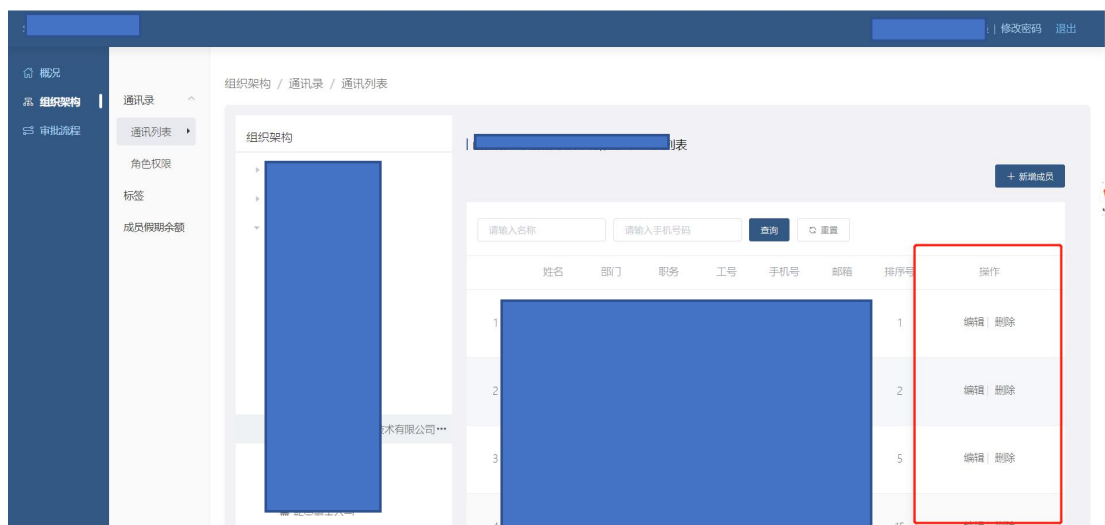 | 修改密码 退出
概况
组织架构
审批流程
通讯录
通讯列表
角色权限
标签
成员假期余额
组织架构 / 通讯录 / 通讯列表
组织架构
术有限公司···
列表
+ 新增成员
请输入名称 请输入手机号码 查询 重置
姓名 部门 职务 工号 手机号 邮箱 排序号 操作
1 1 编辑 | 删除
2 2 编辑 | 删除
3 5 编辑 | 删除